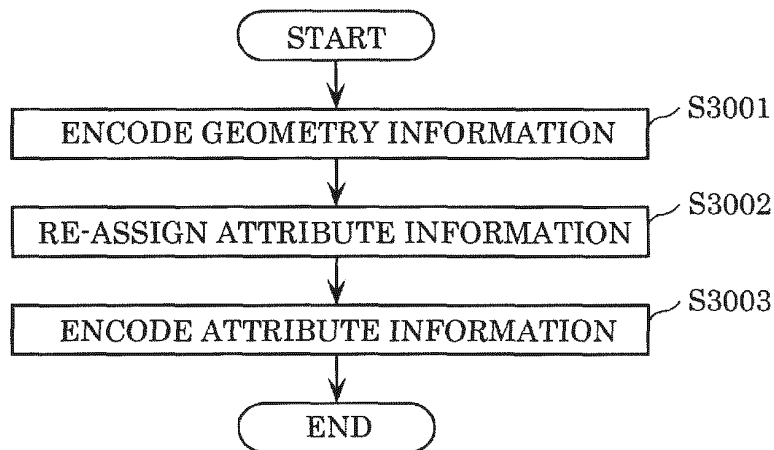 START
ENCODE GEOMETRY INFORMATION
S3001
RE-ASSIGN ATTRIBUTE INFORMATION
S3002
ENCODE ATTRIBUTE INFORMATION
S3003
END